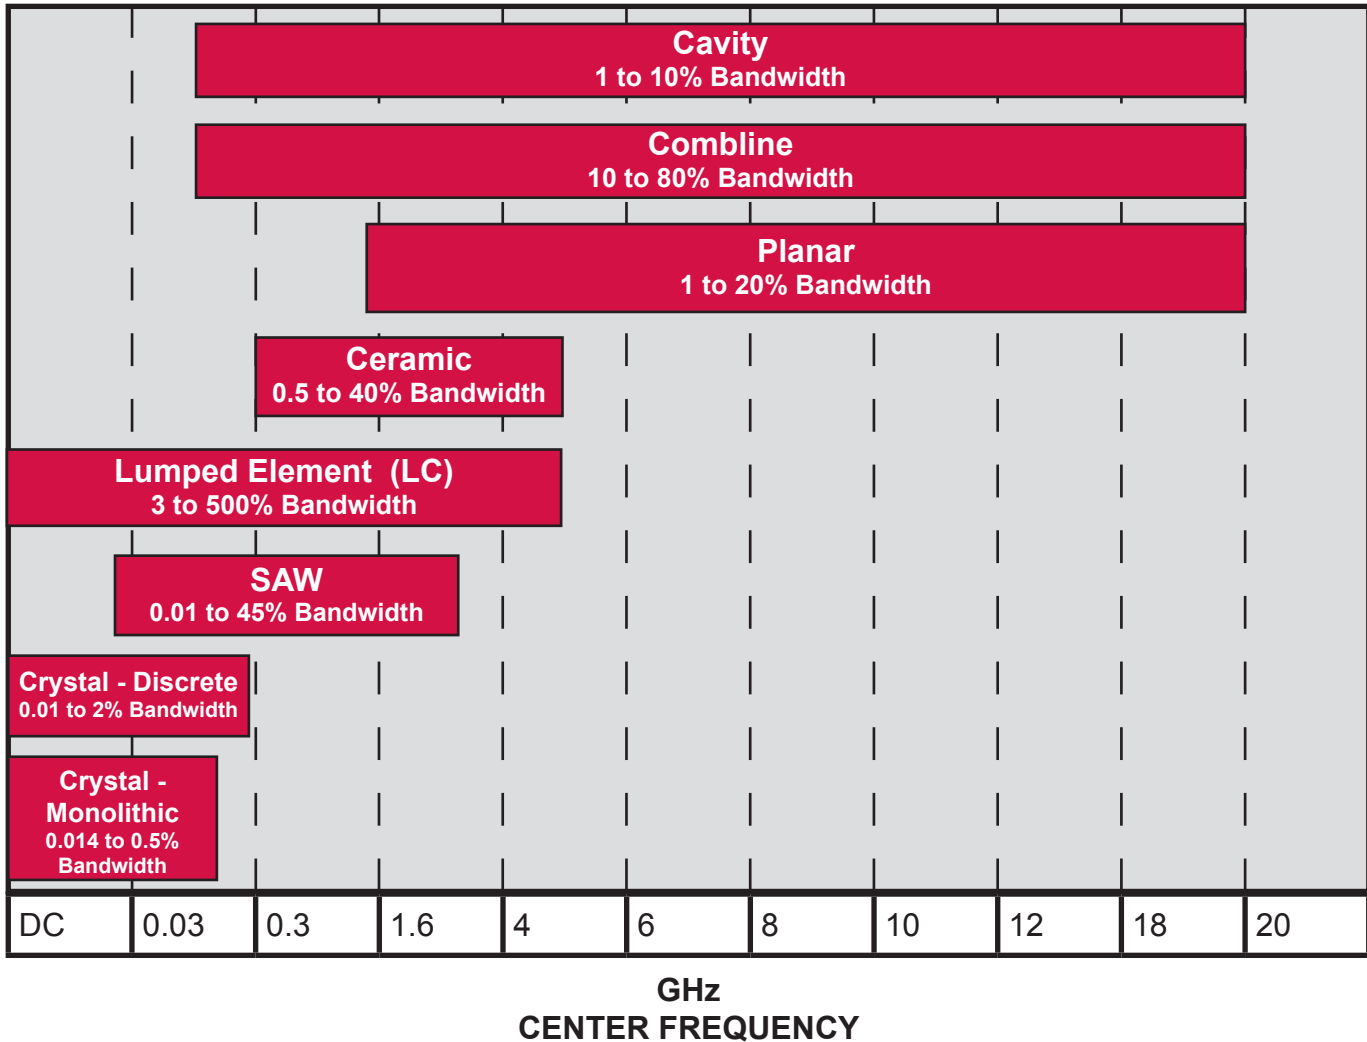 Cavity
1 to 10% Bandwidth
Combline
10 to 80% Bandwidth
Planar
1 to 20% Bandwidth
Ceramic
0.5 to 40% Bandwidth
Lumped Element (LC)
3 to 500% Bandwidth
SAW
0.01 to 45% Bandwidth
Crystal - Discrete
0.01 to 2% Bandwidth
Crystal -
Monolithic
0.014 to 0.5%
Bandwidth
DC 0.03 0.3 1.6 4 6 8 10 12 18 20
GHz
CENTER FREQUENCY